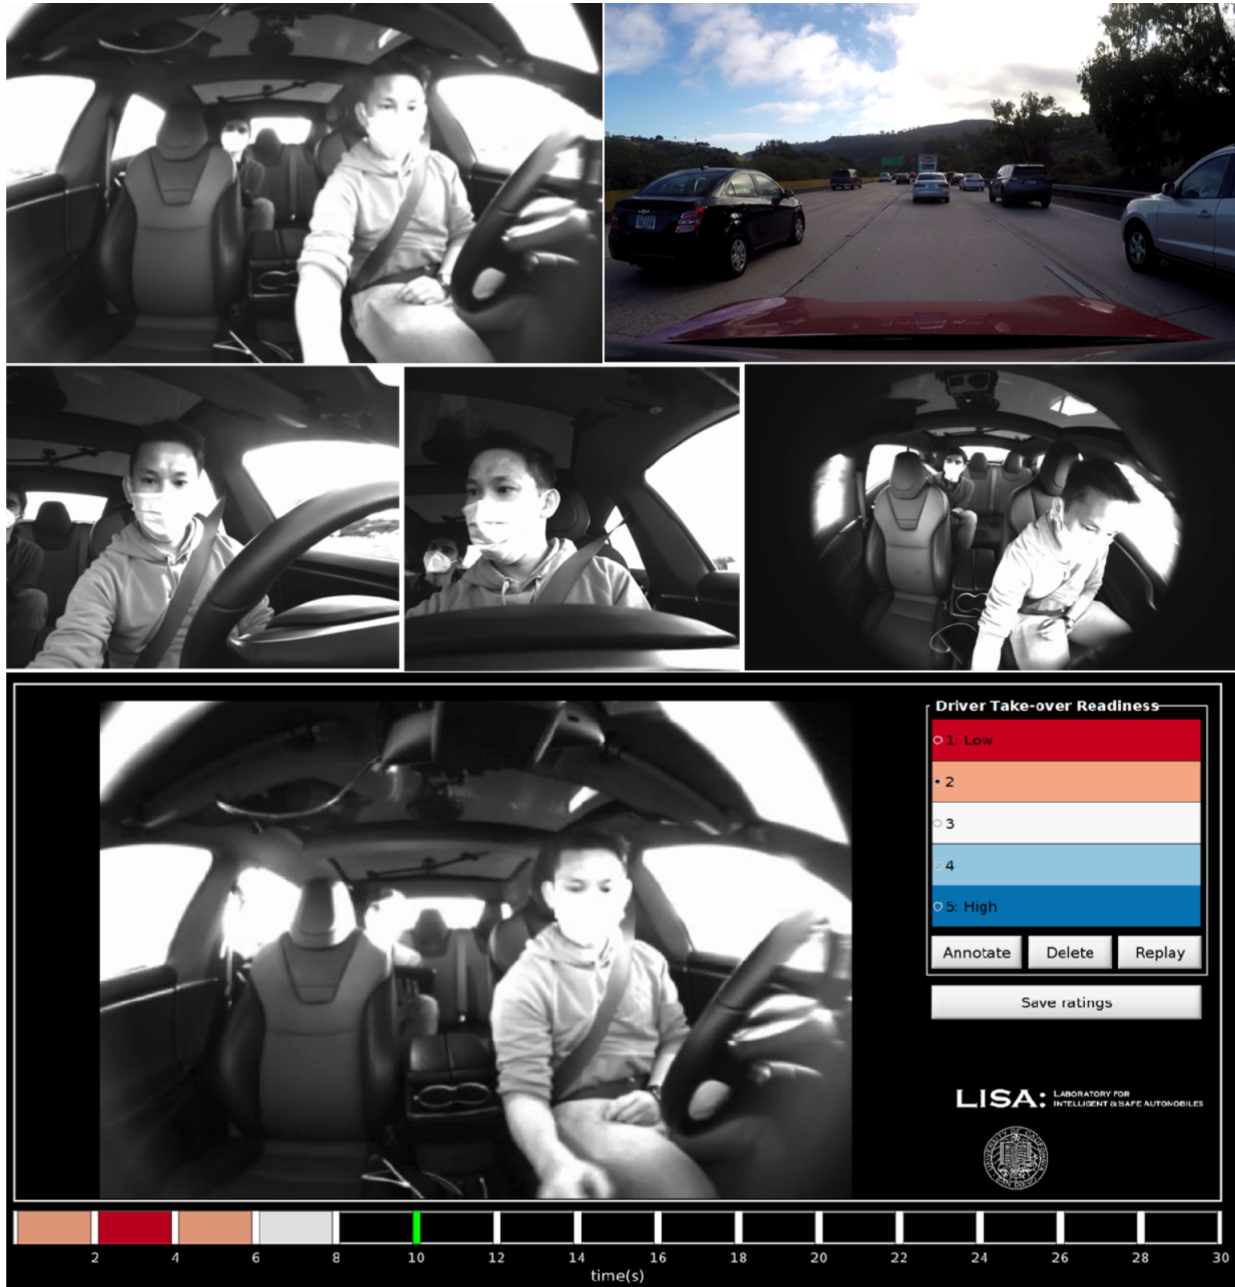 Driver Take-over Readiness
1: Low
2
3
4
5: High
Annotate Delete Replay
Save ratings
LISA: LABORATORY FOR
INTELLIGENT & SAFE AUTOMOBILES
2 4 6 8 10 12 14 16 18 20 22 24 26 28 30
time(s)